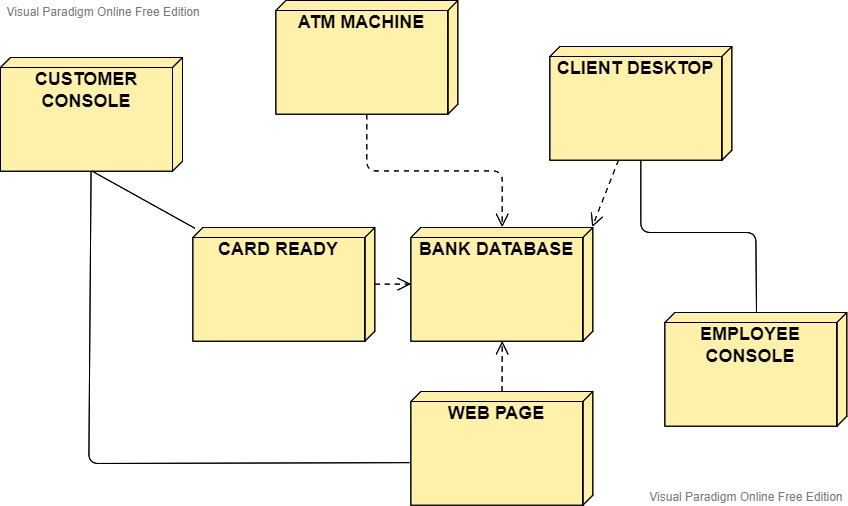 Visual Paradigm Online Free Edition
ATM MACHINE
CLIENT DESKTOP
CUSTOMER
CONSOLE
CARD READY
BANK DATABASE
EMPLOYEE
CONSOLE
WEB PAGE
Visual Paradigm Online Free Edition